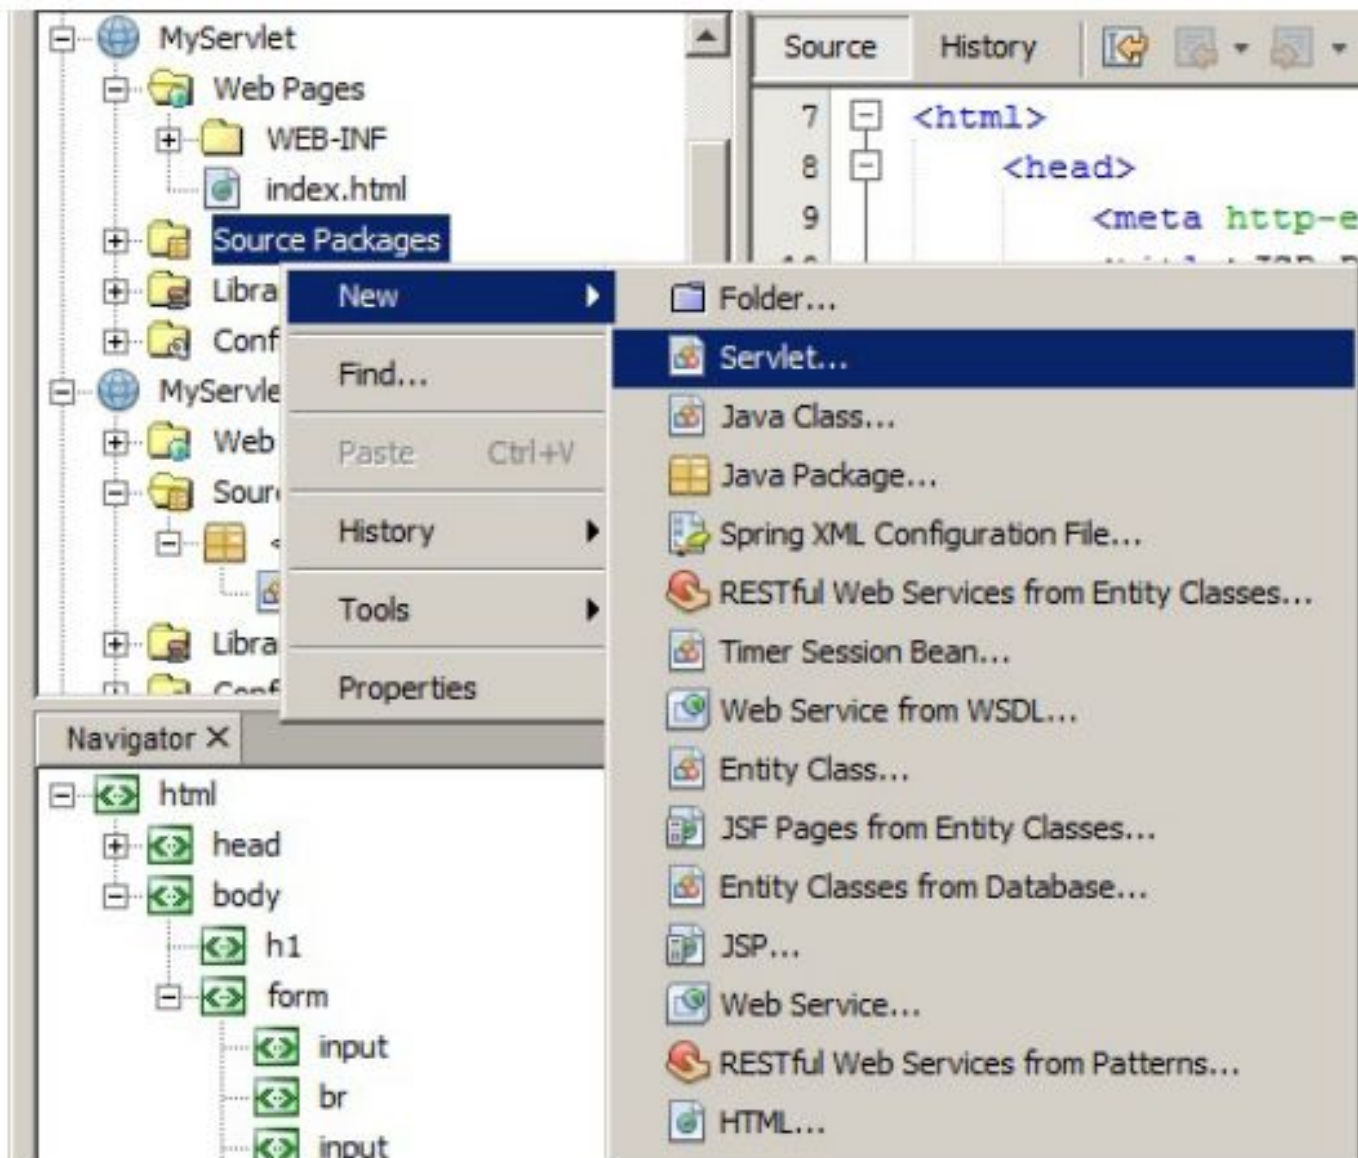 MyServlet
Web Pages
WEB-INF
index.html
Source Packages
Libra
Conf
MyServle
Web
Sour
Libra
Conf
New
Find...
Paste Ctrl+V
History
Tools
Properties
Source History
7 <html>
8 <head>
9 <meta http-e
Folder...
Servlet...
Java Class...
Java Package...
Spring XML Configuration File...
RESTful Web Services from Entity Classes...
Timer Session Bean...
Web Service from WSDL...
Entity Class...
JSF Pages from Entity Classes...
Entity Classes from Database...
JSP...
Web Service...
RESTful Web Services from Patterns...
HTML...
Navigator
html
head
body
h1
form
input
br
input